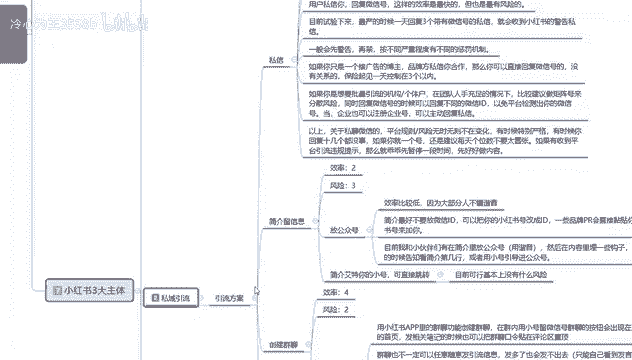 用户私信你，回复微信号，这样的效率是最快的，但也是最有风险的。
目前试验下来，最严的时候一天回复3个带有微信号的私信，就会收到小红书的警告私
信。
一般会先警告，再禁，按不同严重程度有不同的惩罚机制。
私信
如果你只是一个接广告的博主，品牌方私信你合作，那么你可以直接回复微信的，没
有关系的，保险起见一天控制在3个以内。
如果你是想要批量引流的机构/个体户，在团队人手充足的情况下，比较建议做矩阵号来
分散风险，同时回复微信号的时候可以回复不同的微信ID，以免平台检测出你的微信
号。当，企业也可以注册企业号，可以主动回复私信。
以上，关于私聊微信的，平台规则/风险无时无刻不在变化，有时候特别严格，有时候你
回复十几个都没事，如果你就一个号，还是建议每天个位数不要太嚣张。如果有收到平
台引流违规提示，那么就乖乖先暂停一段时间，先好好做内容。
效率：2
风险：3
简介留信息
效率比较低，因为大部分人不懂谐音
放公众号
简介最好不要放微信ID，可以把你的小红书号改成ID，一些品牌PR会直接粘贴你
书号来加你。
目前我和小伙伴们有在简介里放公众号（用谐音），然后在内容里埋一些钩子，
的时候告知看简介第几行，或者用小号引导进公众号。
简介艾特你的小号，可直接跳转
目前可行基本上没有什么风险
小红书3大主体
私域引流
引流方案
效率：4
风险：2
创建群聊
用小红书APP里的群聊功能创建群聊，在群内用小号留微信号群聊的按钮会出现在
的首页，发相关笔记的时候也可以把群聊口令贴在评论区置顶
群聊也不一定可以任意随意发引流信息，发多了也会发不出去（只能自己看到后